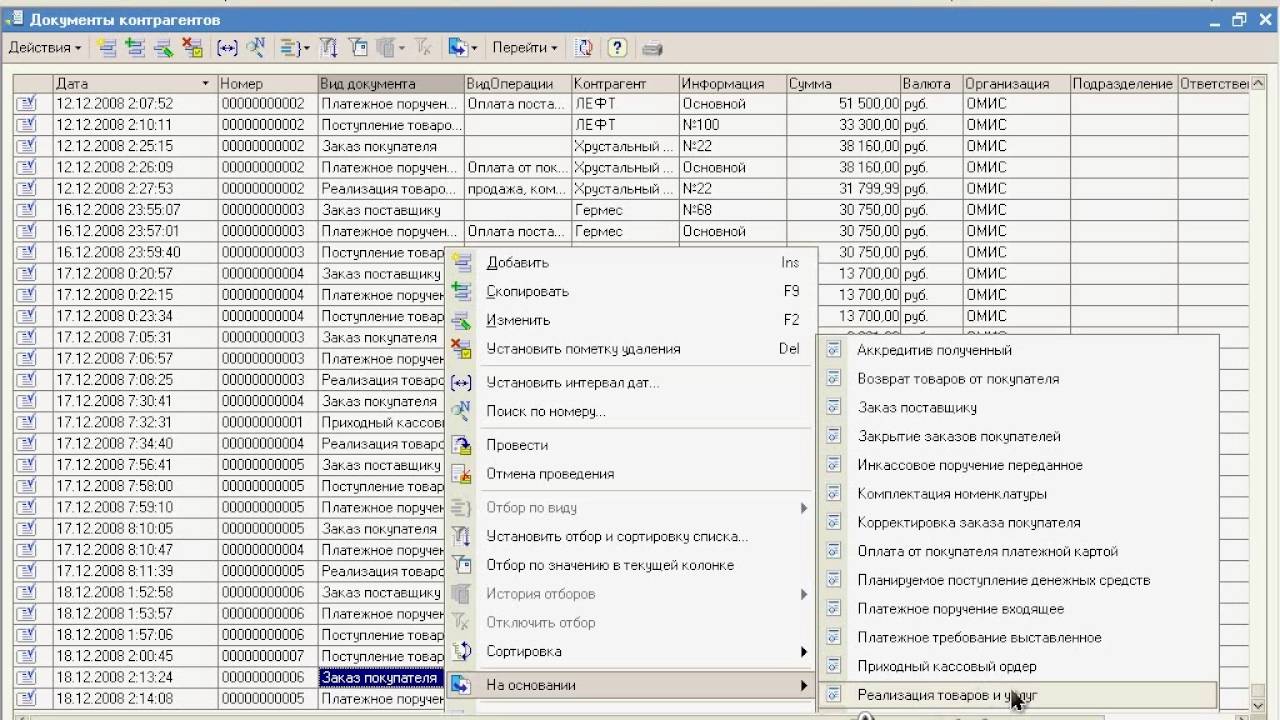 Документы контрагентов
Действия Перейти
Дата Номер Вид документа ВидОперации Контрагент Информация Сумма Валюта Организация Подразделение Ответстве
12.12.2008 2:07:52 00000000002 Платежное поручен... Оплата поста... ЛЕФТ Основной 51 500,00 руб. ОМИС
12.12.2008 2:10:11 00000000002 Поступление товаро... ЛЕФТ №100 33 300,00 руб. ОМИС
12.12.2008 2:25:15 00000000002 Заказ покупателя Хрустальный ... №22 38 160,00 руб. ОМИС
12.12.2008 2:26:09 00000000002 Платежное поручен... Оплата от пок... Хрустальный ... Основной 38 160,00 руб. ОМИС
12.12.2008 2:27:53 00000000002 Реализация товаро... продажа, ком... Хрустальный ... №22 31 799,99 руб. ОМИС
16.12.2008 23:55:07 00000000003 Заказ поставщику Гермес №68 30 750,00 руб. ОМИС
16.12.2008 23:57:01 00000000003 Платежное поручен... Оплата поста... Гермес Основной 30 750,00 руб. ОМИС
16.12.2008 23:59:40 00000000003 Поступление товар 30 750,00 руб. ОМИС
17.12.2008 0:20:57 00000000004 Заказ поставщику 13 700,00 руб. ОМИС
17.12.2008 0:22:15 00000000004 Платежное поручен 13 700,00 руб. ОМИС
17.12.2008 0:23:34 00000000004 Поступление товар 13 700,00 руб. ОМИС
17.12.2008 7:05:31 00000000003 Заказ покупателя
17.12.2008 7:06:57 00000000003 Платежное поручен
17.12.2008 7:08:25 00000000003 Реализация товаро
17.12.2008 7:30:41 00000000004 Заказ покупателя
17.12.2008 7:32:31 00000000001 Приходный кассов
17.12.2008 7:34:40 00000000004 Реализация товаро
17.12.2008 7:56:41 00000000005 Заказ поставщику
17.12.2008 7:58:00 00000000005 Поступление товар
17.12.2008 7:59:10 00000000005 Платежное поручен
17.12.2008 8:10:05 00000000005 Заказ покупателя
17.12.2008 8:10:47 00000000004 Платежное поручен
17.12.2008 8:11:39 00000000005 Реализация товаро
18.12.2008 1:52:58 00000000006 Заказ поставщику
18.12.2008 1:53:57 00000000006 Платежное поручен
18.12.2008 1:57:06 00000000006 Поступление товар
18.12.2008 2:00:45 00000000007 Поступление товар
18.12.2008 2:13:24 00000000006 Заказ покупателя
18.12.2008 2:14:08 00000000005 Платежное поручен
Добавить Ins
Скопировать F9
Изменить F2
Установить пометку удаления Del
Установить интервал дат...
Поиск по номеру...
Провести
Отмена проведения
Отбор по виду
Установить отбор и сортировку списка...
Отбор по значению в текущей колонке
История отборов
Отключить отбор
Сортировка
На основании
Аккредитив полученный
Возврат товаров от покупателя
Заказ поставщику
Закрытие заказов покупателей
Инкассовое поручение переданное
Комплектация номенклатуры
Корректировка заказа покупателя
Оплата от покупателя платежной картой
Планируемое поступление денежных средств
Платежное поручение входящее
Платежное требование выставленное
Приходный кассовый ордер
Реализация товаров и услуг